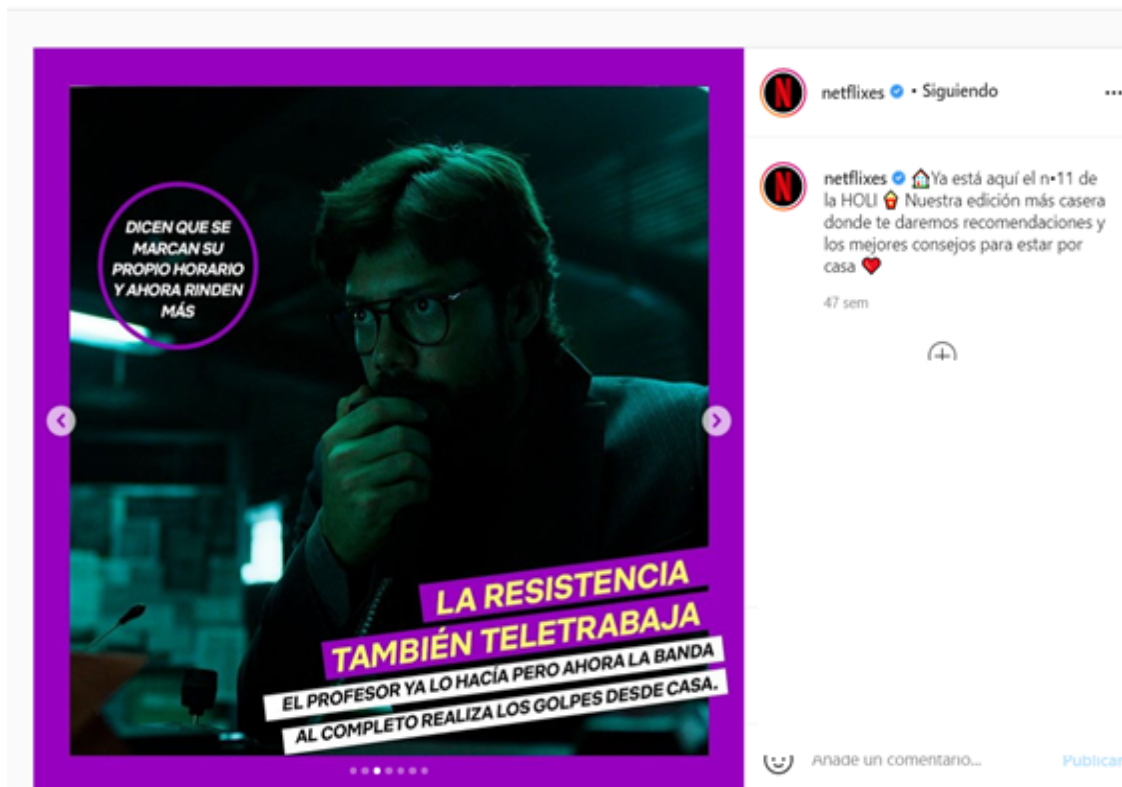 DICEN QUE SE
MARCAN SU
PROPIO HORARIO
Y AHORA RINDEN
MÁS
LA RESISTENCIA
TAMBIÉN TELETRABAJA
EL PROFESOR YA LO HACÍA PERO AHORA LA BANDA
AL COMPLETO REALIZA LOS GOLPES DESDE CASA.
N
netflixes • Siguiendo
N
netflixes 🏠Ya está aquí el n•11 de
la HOLI 🍿 Nuestra edición más casera
donde te daremos recomendaciones y
los mejores consejos para estar por
casa ❤️
47 sem
Añade un comentario... Publicar